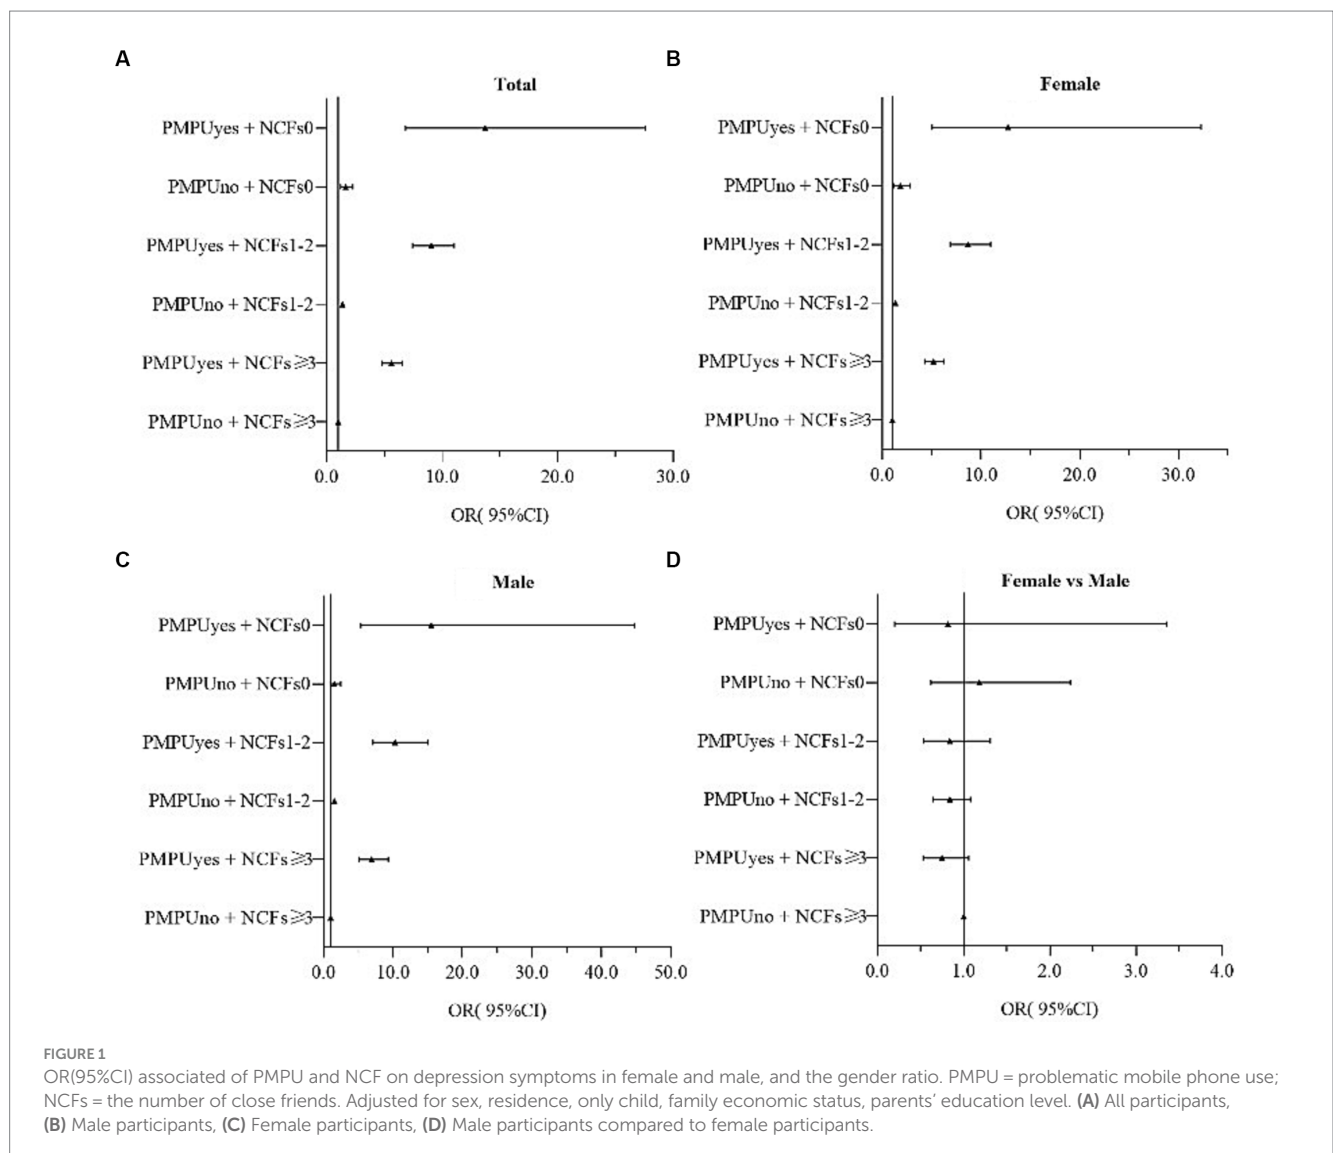 A
Total
PMPUyes + NCFs0
PMPUno + NCFs0
PMPUyes + NCFs1-2
PMPUno + NCFs1-2
PMPUyes + NCFs⩾3
PMPUno + NCFs⩾3
0.0 10.0 20.0 30.0
OR( 95%CI)
B
Female
PMPUyes + NCFs0
PMPUno + NCFs0
PMPUyes + NCFs1-2
PMPUno + NCFs1-2
PMPUyes + NCFs⩾3
PMPUno + NCFs⩾3
0.0 10.0 20.0 30.0
OR( 95%CI)
C
Male
PMPUyes + NCFs0
PMPUno + NCFs0
PMPUyes + NCFs1-2
PMPUno + NCFs1-2
PMPUyes + NCFs⩾3
PMPUno + NCFs⩾3
0.0 10.0 20.0 30.0 40.0 50.0
OR( 95%CI)
D
Female vs Male
PMPUyes + NCFs0
PMPUno + NCFs0
PMPUyes + NCFs1-2
PMPUno + NCFs1-2
PMPUyes + NCFs⩾3
PMPUno + NCFs⩾3
0.0 1.0 2.0 3.0 4.0
OR( 95%CI)
FIGURE 1
OR(95%CI) associated of PMPU and NCF on depression symptoms in female and male, and the gender ratio. PMPU = problematic mobile phone use;
NCFs = the number of close friends. Adjusted for sex, residence, only child, family economic status, parents’ education level. (A) All participants,
(B) Male participants, (C) Female participants, (D) Male participants compared to female participants.